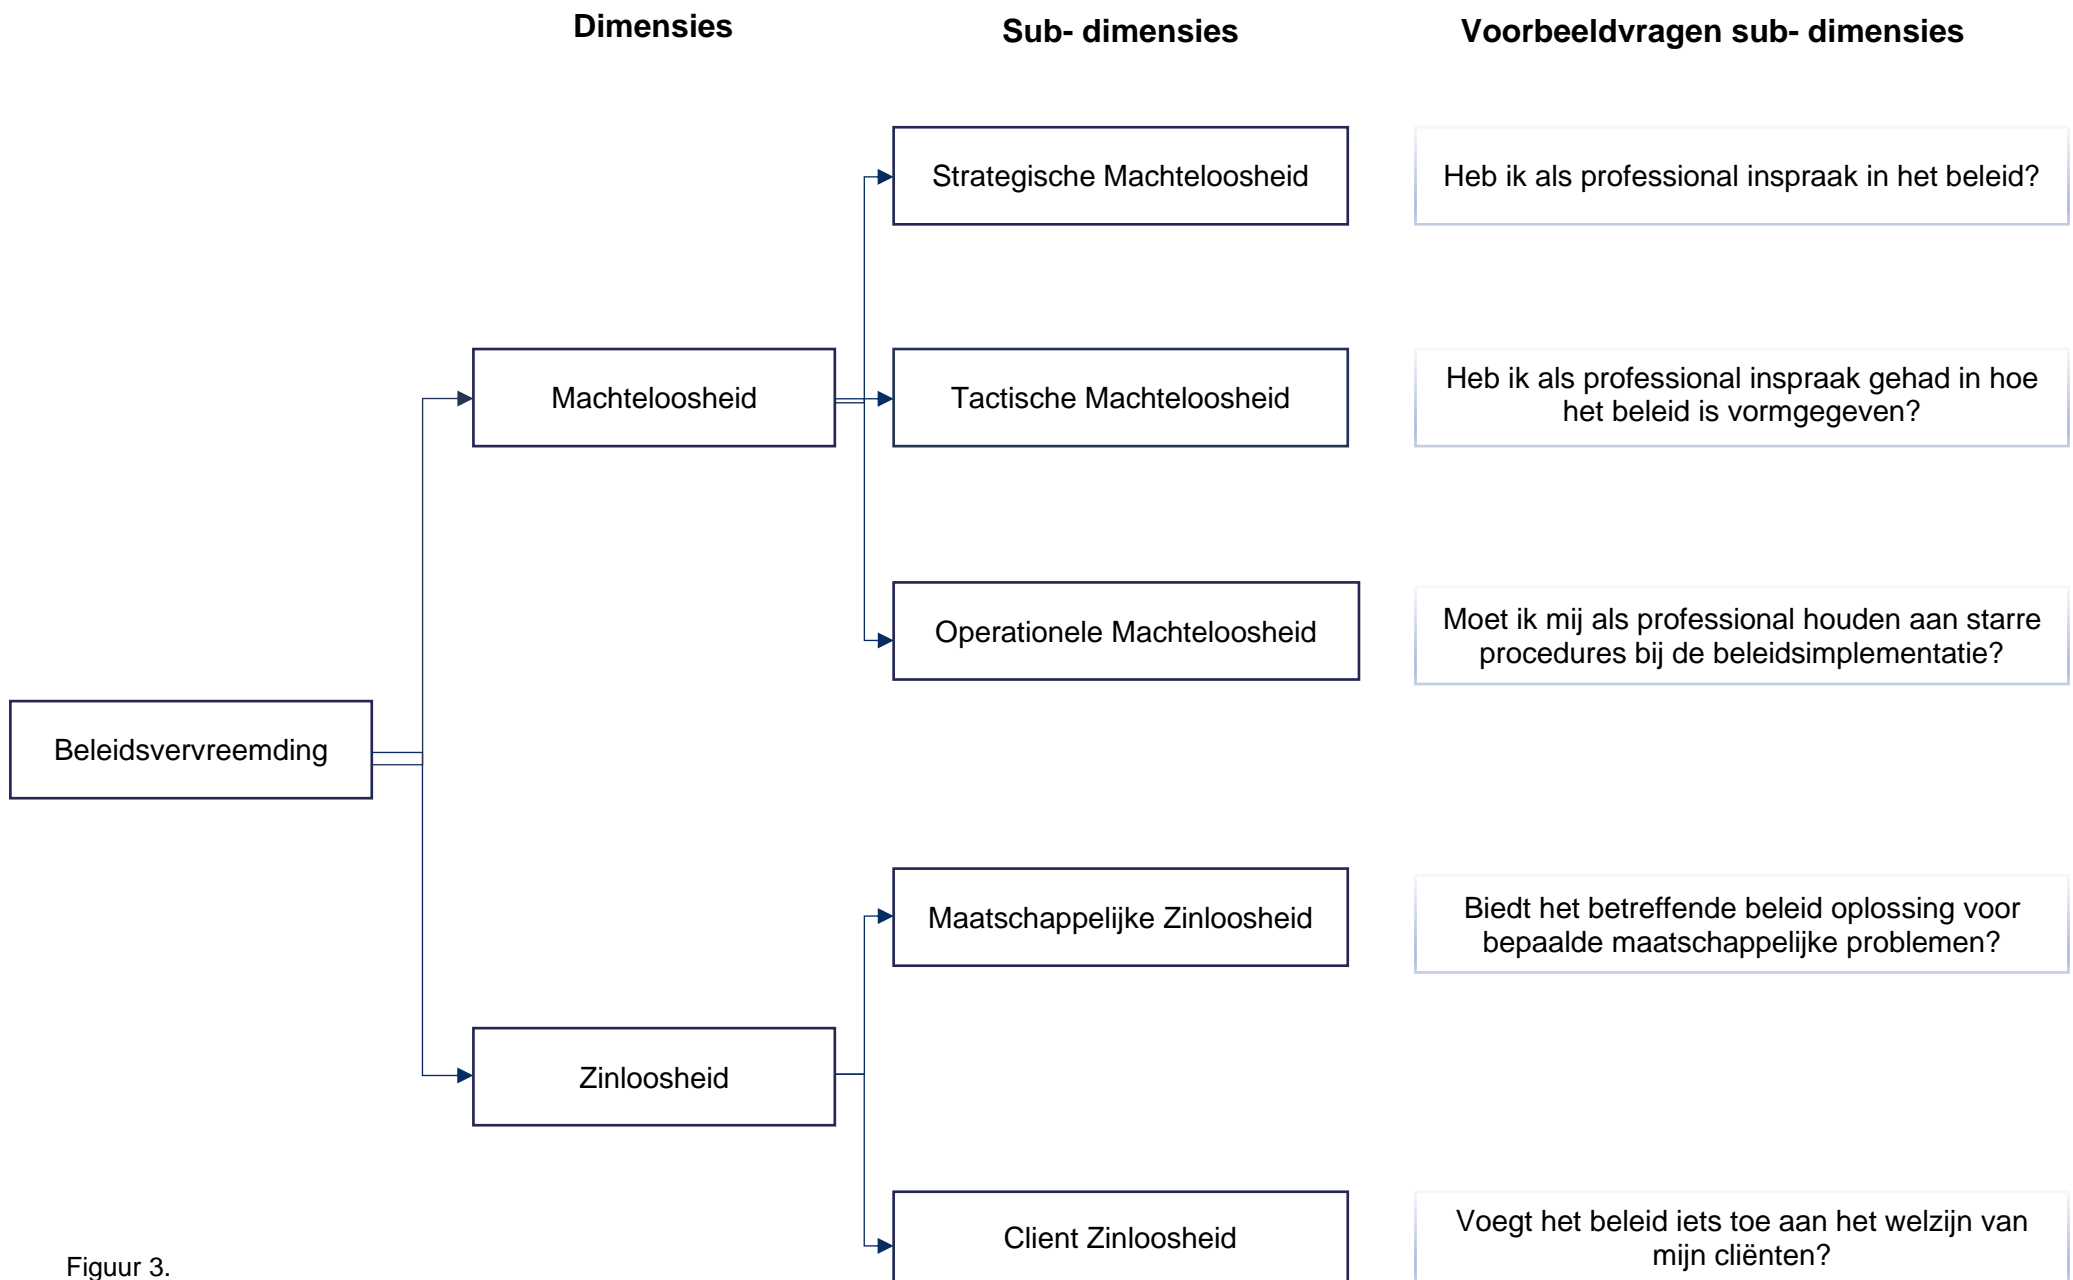 Dimensies
Sub- dimensies
Voorbeeldvragen sub- dimensies
Strategische Machteloosheid
Heb ik als professional inspraak in het beleid?
Machteloosheid
Tactische Machteloosheid
Heb ik als professional inspraak gehad in hoe
het beleid is vormgegeven?
Operationele Machteloosheid
Moet ik mij als professional houden aan starre
procedures bij de beleidsimplementatie?
Beleidsvervreemding
Maatschappelijke Zinloosheid
Biedt het betreffende beleid oplossing voor
bepaalde maatschappelijke problemen?
Zinloosheid
Client Zinloosheid
Voegt het beleid iets toe aan het welzijn van
mijn cliënten?
Figuur 3.